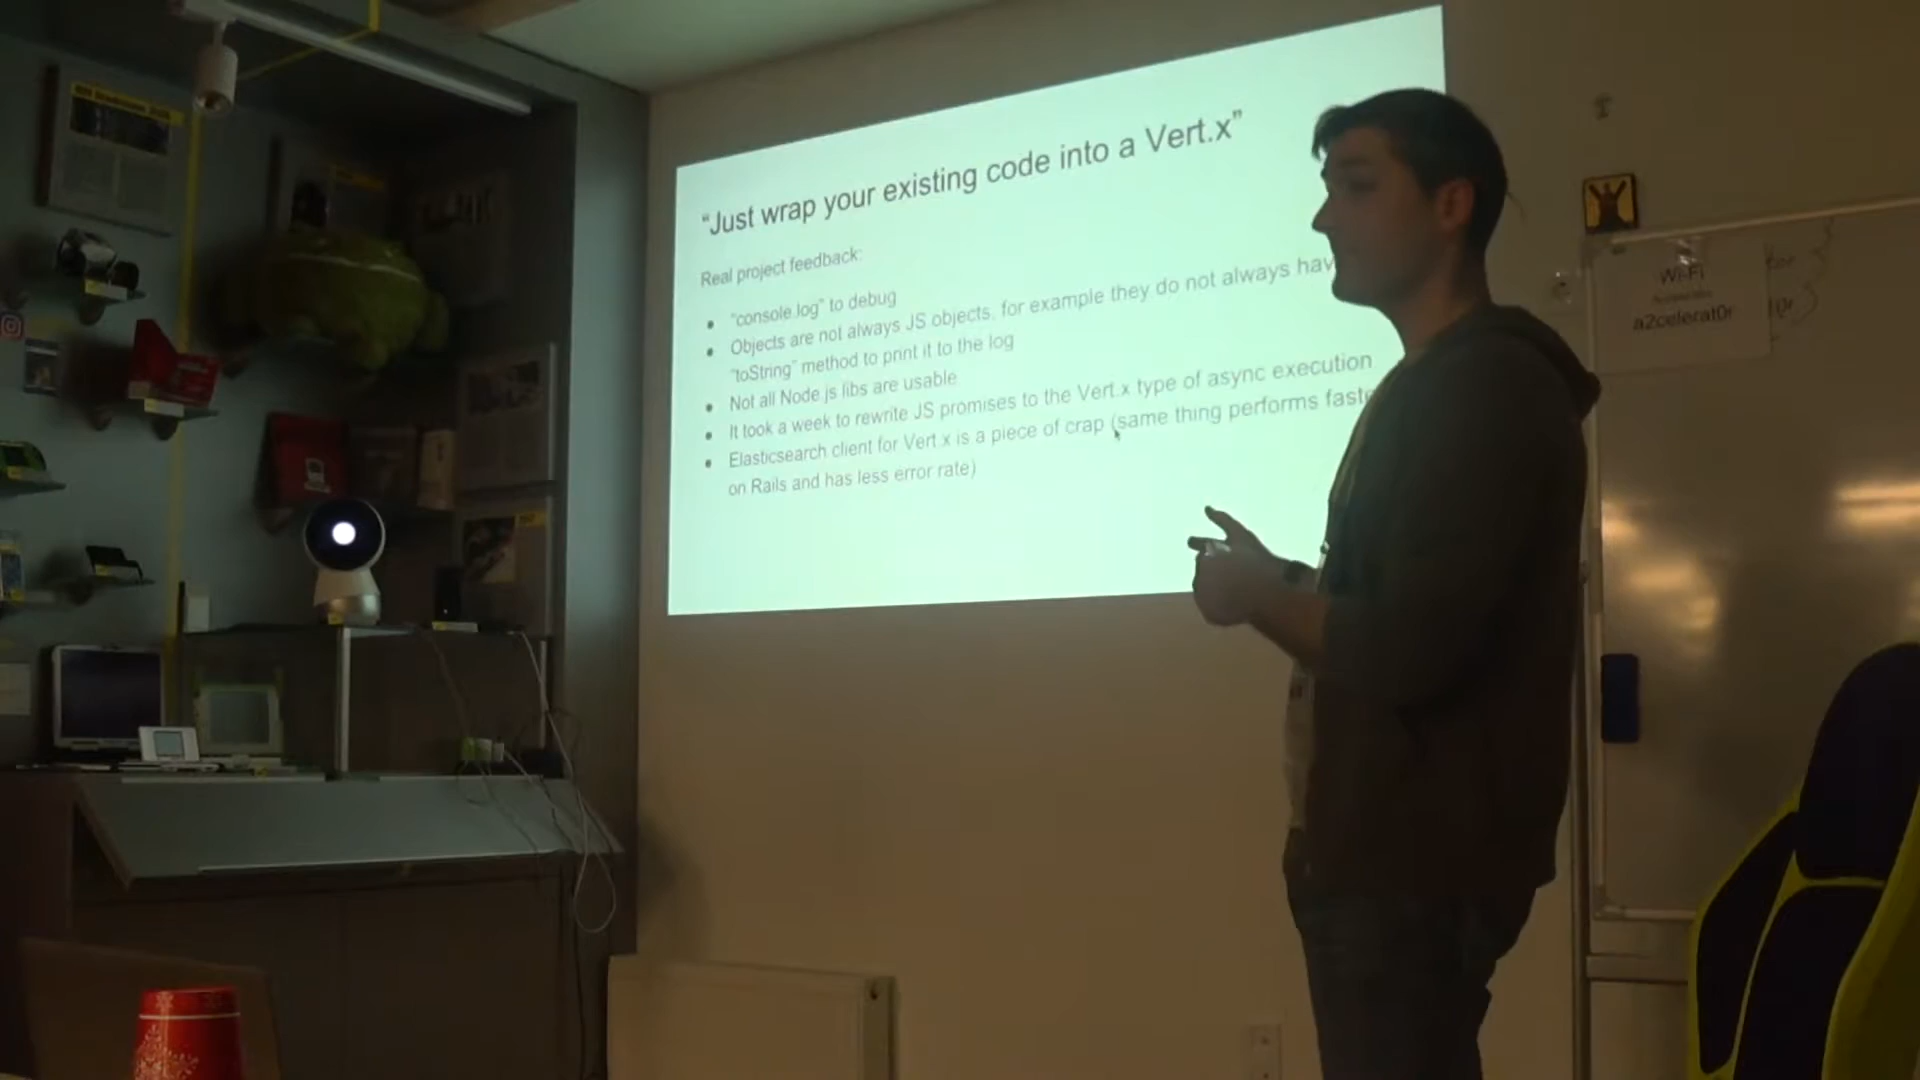 “Just wrap your existing code into a Vert.x”
Real project feedback:
“console.log” to debug
Objects are not always JS objects, for example they do not always hav
“toString” method to print it to the log
Not all Node.js libs are usable
It took a week to rewrite JS promises to the Vert.x type of async execution
Elasticsearch client for Vert.x is a piece of crap (same thing performs faste
on Rails and has less error rate)
Wi-Fi
a2celerat0r